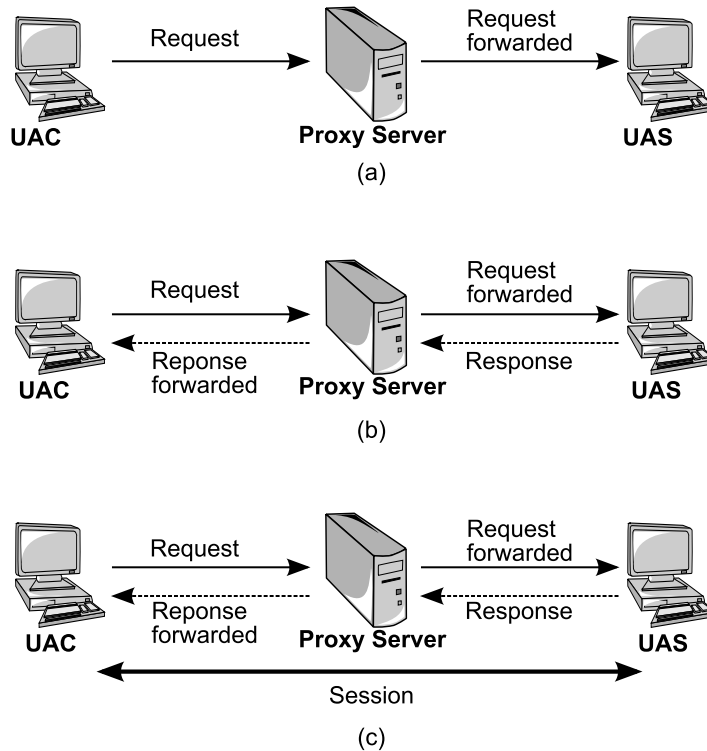 Request
Request
forwarded
UAC
Proxy Server
UAS
(a)
Request
Request
forwarded
Reponse
forwarded
Response
UAC
Proxy Server
UAS
(b)
Request
Request
forwarded
Reponse
forwarded
Response
UAC
Proxy Server
UAS
Session
(c)